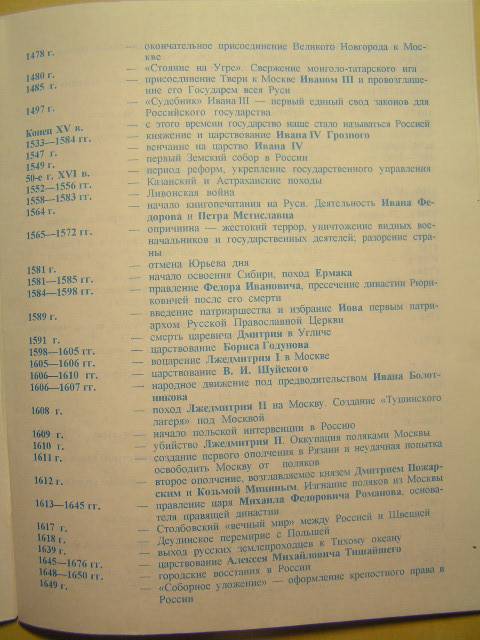 1478 г. — окончательное присоединение Великого Новгорода к Мос-
кве
1480 г. — «Стояние на Угре». Свержение монголо-татарского ига
1485 г. — присоединение Твери к Москве Иваном III и провозглаше-
ние его Государем всея Руси
1497 г. — «Судебник» Ивана III — первый единый свод законов для
Российского государства
Конец XV в. — с этого времени государство наше стало называться Россией
1533—1584 гг. — княжение и царствование Ивана IV Грозного
1547 г. — венчание на царство Ивана IV
1549 г. — первый Земский собор в России
50-е г. XVI в. — период реформ, укрепление государственного управления
1552—1556 гг. — Казанский и Астраханские походы
1558—1583 гг. — Ливонская война
1564 г. — начало книгопечатания на Руси. Деятельность Ивана Фе-
дорова и Петра Мстиславца
1565—1572 гг. — опричнина — жестокий террор, уничтожение видных вое-
начальников и государственных деятелей; разорение стра-
ны
1581 г. — отмена Юрьева дня
1581—1585 гг. — начало освоения Сибири, поход Ермака
1584—1598 гг. — правление Федора Ивановича, пресечение династии Рюри-
ковичей после его смерти
1589 г. — введение патриаршества и избрание Иова первым патри-
архом Русской Православной Церкви
1591 г. — смерть царевича Дмитрия в Угличе
1598—1605 гг. — царствование Бориса Годунова
1605—1606 гг. — воцарение Лжедмитрия I в Москве
1606—1610 гг. — царствование В. И. Шуйского
1606—1607 гг. — народное движение под предводительством Ивана Болот-
никова
1608 г. — поход Лжедмитрия II на Москву. Создание «Тушинского
лагеря» под Москвой
1609 г. — начало польской интервенции в Россию
1610 г. — убийство Лжедмитрия II. Оккупация поляками Москвы
1611 г. — создание первого ополчения в Рязани и неудачная попытка
освободить Москву от поляков
1612 г. — второе ополчение, возглавляемое князем Дмитрием Пожар-
ским и Козьмой Мининым. Изгнание поляков из Москвы
1613—1645 гг. — правление царя Михаила Федоровича Романова, основа-
теля правящей династии
1617 г. — Столбовский «вечный мир» между Россией и Швецией
1618 г. — Деулинское перемирие с Польшей
1639 г. — выход русских землепроходцев к Тихому океану
1645—1676 гг. — царствование Алексея Михайловича Тишайшего
1648—1650 гг. — городские восстания в России
1649 г. — «Соборное уложение» — оформление крепостного права в
России